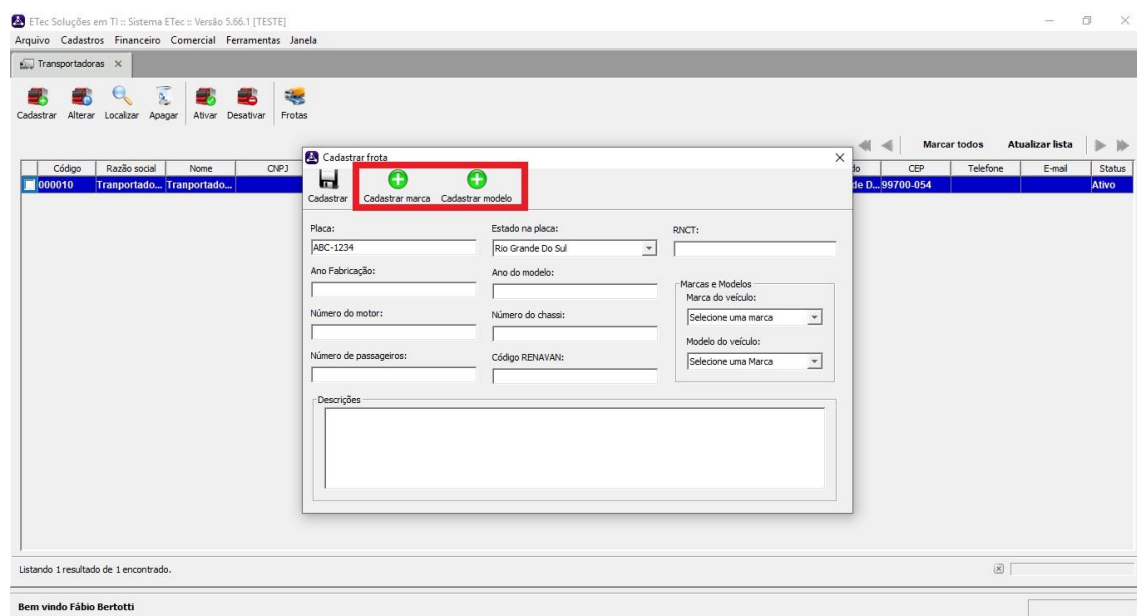 ETec Soluções em TI :: Sistema ETec :: Versão 5.66.1 [TESTE]
Arquivo Cadastros Financeiro Comercial Ferramentas Janela
Transportadoras
Cadastrar Alterar Localizar Apagar Ativar Desativar Frotas
Marcar todos Atualizar lista
Código Razão social Nome CNPJ do CEP Telefone E-mail Status
000010 Tranportado... Tranportado... de D... 99700-054 Ativo
Cadastrar frota
Cadastrar Cadastrar marca Cadastrar modelo
Placa: Estado na placa: RNCT:
ABC-1234 Rio Grande Do Sul
Ano Fabricação: Ano do modelo:
Marcas e Modelos
Marca do veículo:
Número do motor: Número do chassi:
Selecione uma marca
Modelo do veículo:
Número de passageiros: Código RENAVAN:
Selecione uma Marca
Descrições
Listando 1 resultado de 1 encontrado.
Bem vindo Fábio Bertotti